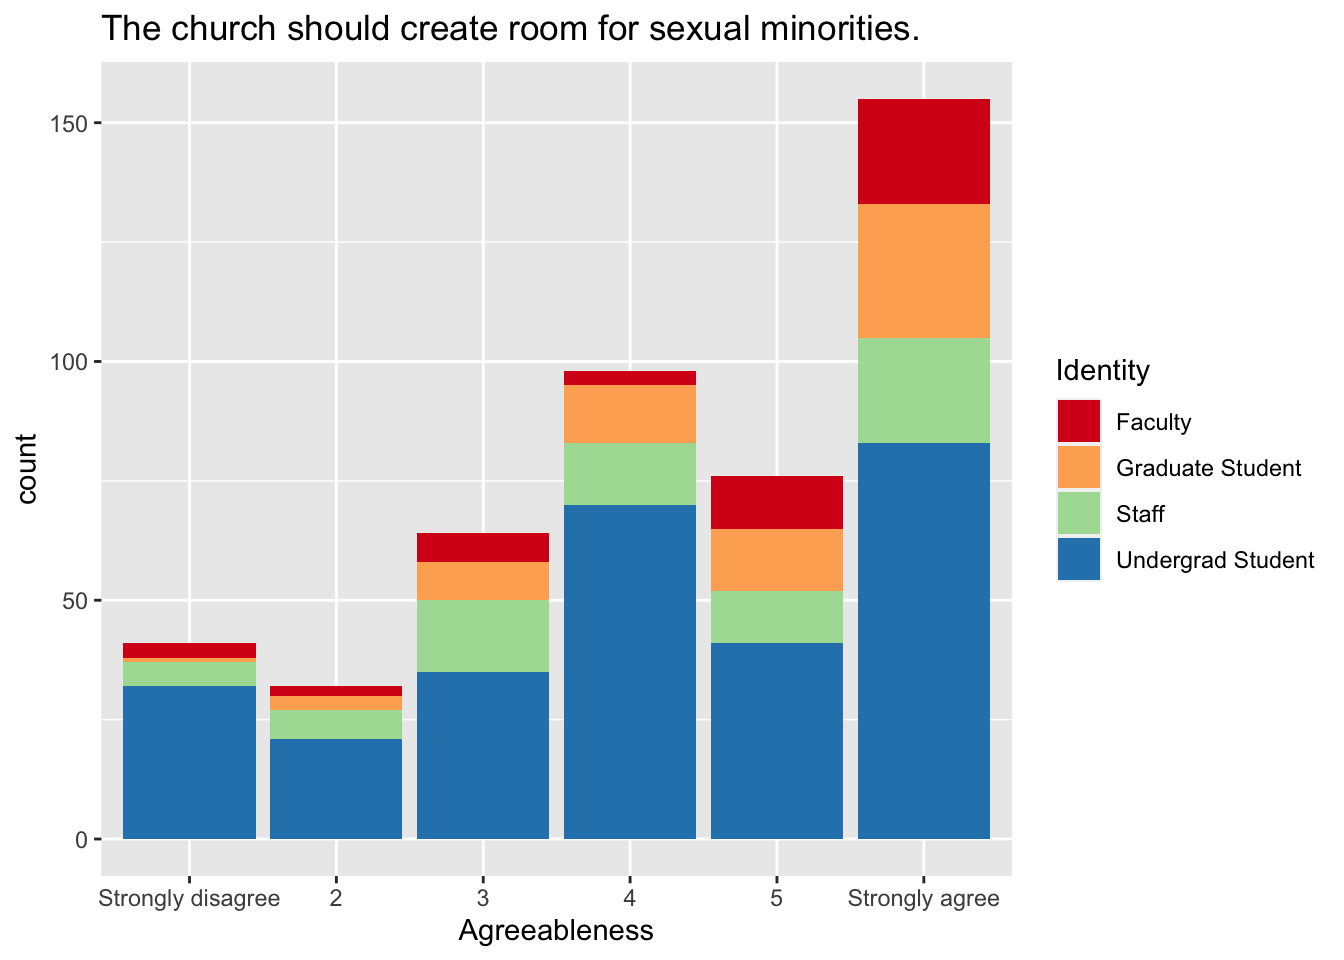 The church should create room for sexual minorities.
150
100
50
0
count
Strongly disagree 2 3 4 5 Strongly agree
Agreeableness
Identity
Faculty
Graduate Student
Staff
Undergrad Student